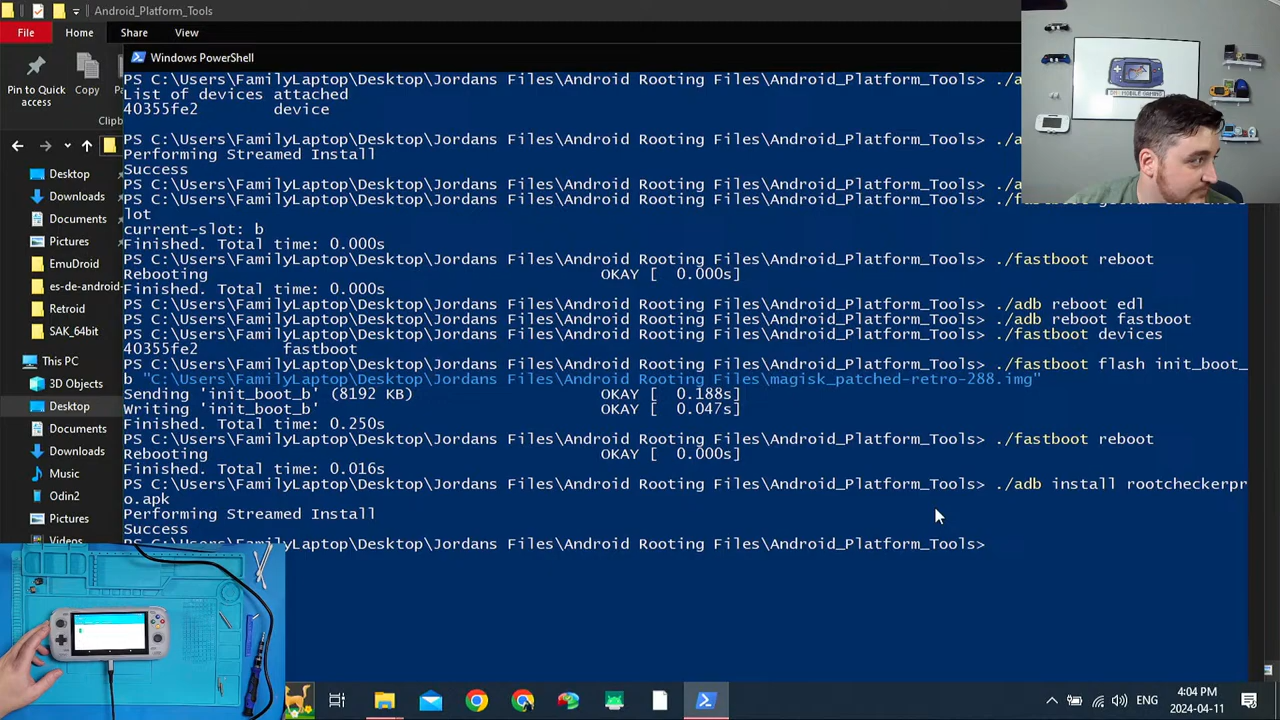 Android_Platform_Tools
File Home Share View
Windows PowerShell
Pin to Quick access
Copy
Desktop
Downloads
Documents
Pictures
EmuDroid
es-de-android-
Retroid
SAK_64bit
This PC
3D Objects
Desktop
Documents
Downloads
Music
Odin2
Pictures
Videos
PS C:\Users\FamilyLaptop\Desktop\Jordans Files\Android Rooting Files\Android_Platform_Tools> ./a
List of devices attached
40355fe2 device
PS C:\Users\FamilyLaptop\Desktop\Jordans Files\Android Rooting Files\Android_Platform_Tools> ./a
Performing Streamed Install
Success
PS C:\Users\FamilyLaptop\Desktop\Jordans Files\Android Rooting Files\Android_Platform_Tools> ./a
PS C:\Users\FamilyLaptop\Desktop\Jordans Files\Android Rooting Files\Android_Platform_Tools> ./fastboot
lot
current-slot: b
Finished. Total time: 0.000s
PS C:\Users\FamilyLaptop\Desktop\Jordans Files\Android Rooting Files\Android_Platform_Tools> ./fastboot reboot
Rebooting OKAY [ 0.000s]
Finished. Total time: 0.000s
PS C:\Users\FamilyLaptop\Desktop\Jordans Files\Android Rooting Files\Android_Platform_Tools> ./adb reboot edl
PS C:\Users\FamilyLaptop\Desktop\Jordans Files\Android Rooting Files\Android_Platform_Tools> ./adb reboot fastboot
PS C:\Users\FamilyLaptop\Desktop\Jordans Files\Android Rooting Files\Android_Platform_Tools> ./fastboot devices
40355fe2 fastboot
PS C:\Users\FamilyLaptop\Desktop\Jordans Files\Android Rooting Files\Android_Platform_Tools> ./fastboot flash init_boot_
b "C:\Users\FamilyLaptop\Desktop\Jordans Files\Android Rooting Files\magisk_patched-retro-288.img"
Sending 'init_boot_b' (8192 KB) OKAY [ 0.188s]
Writing 'init_boot_b' OKAY [ 0.047s]
Finished. Total time: 0.250s
PS C:\Users\FamilyLaptop\Desktop\Jordans Files\Android Rooting Files\Android_Platform_Tools> ./fastboot reboot
Rebooting OKAY [ 0.000s]
Finished. Total time: 0.016s
PS C:\Users\FamilyLaptop\Desktop\Jordans Files\Android Rooting Files\Android_Platform_Tools> ./adb install rootcheckerpr
o.apk
Performing Streamed Install
Success
PS C:\Users\FamilyLaptop\Desktop\Jordans Files\Android Rooting Files\Android_Platform_Tools>
ENG
4:04 PM
2024-04-11